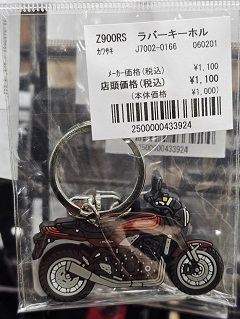 Z900RS ラバーキーホル
カワサキ J7002-0166 060201
メーカー価格(税込) ¥1,100
店頭価格(税込) ¥1,100
(本体価格 ¥1,000)
2500000433924
2500000433924